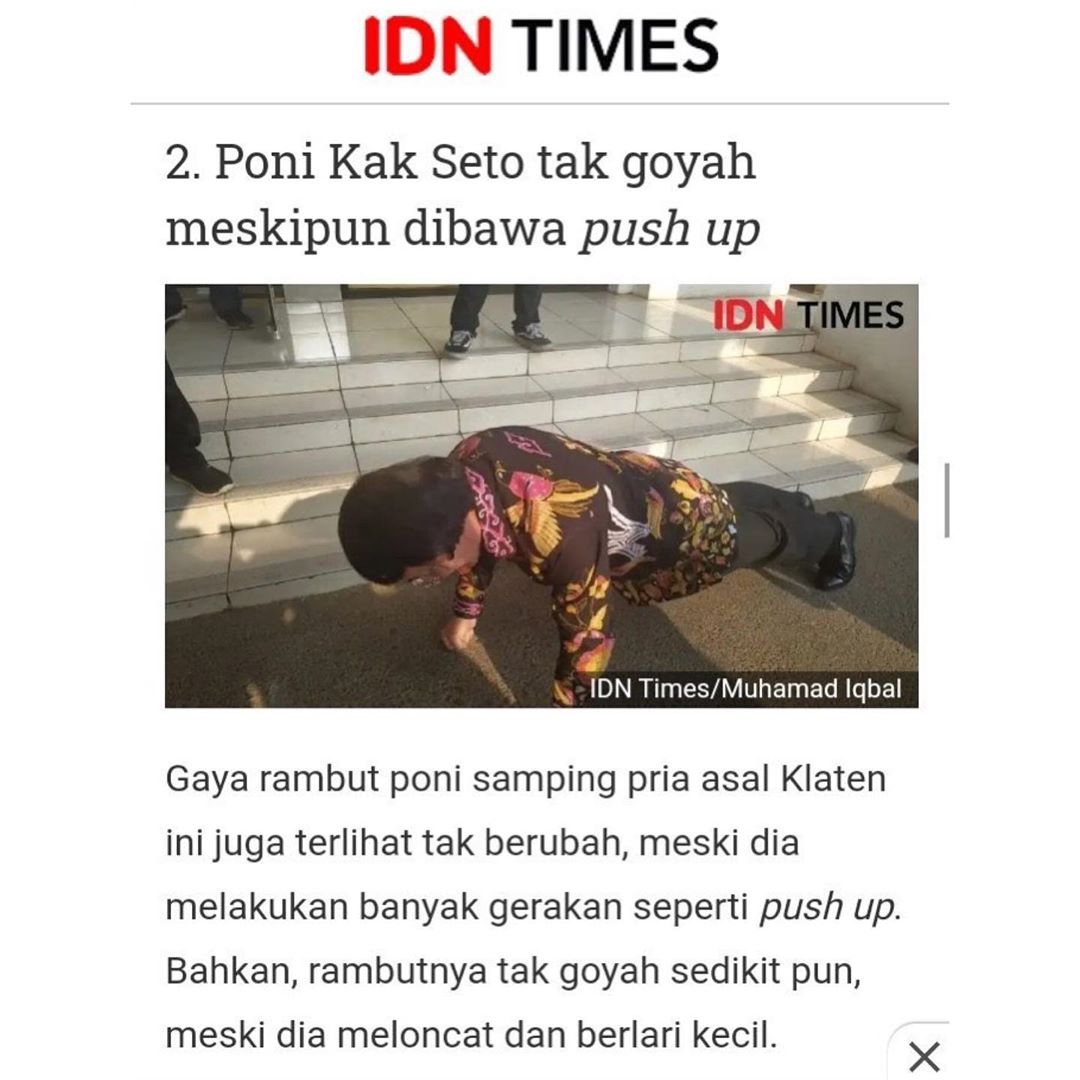 IDN TIMES
2. Poni Kak Seto tak goyah
meskipun dibawa push up
IDN TIMES
IDN Times/Muhamad Iqbal
Gaya rambut poni samping pria asal Klaten
ini juga terlihat tak berubah, meski dia
melakukan banyak gerakan seperti push up.
Bahkan, rambutnya tak goyah sedikit pun,
meski dia meloncat dan berlari kecil.